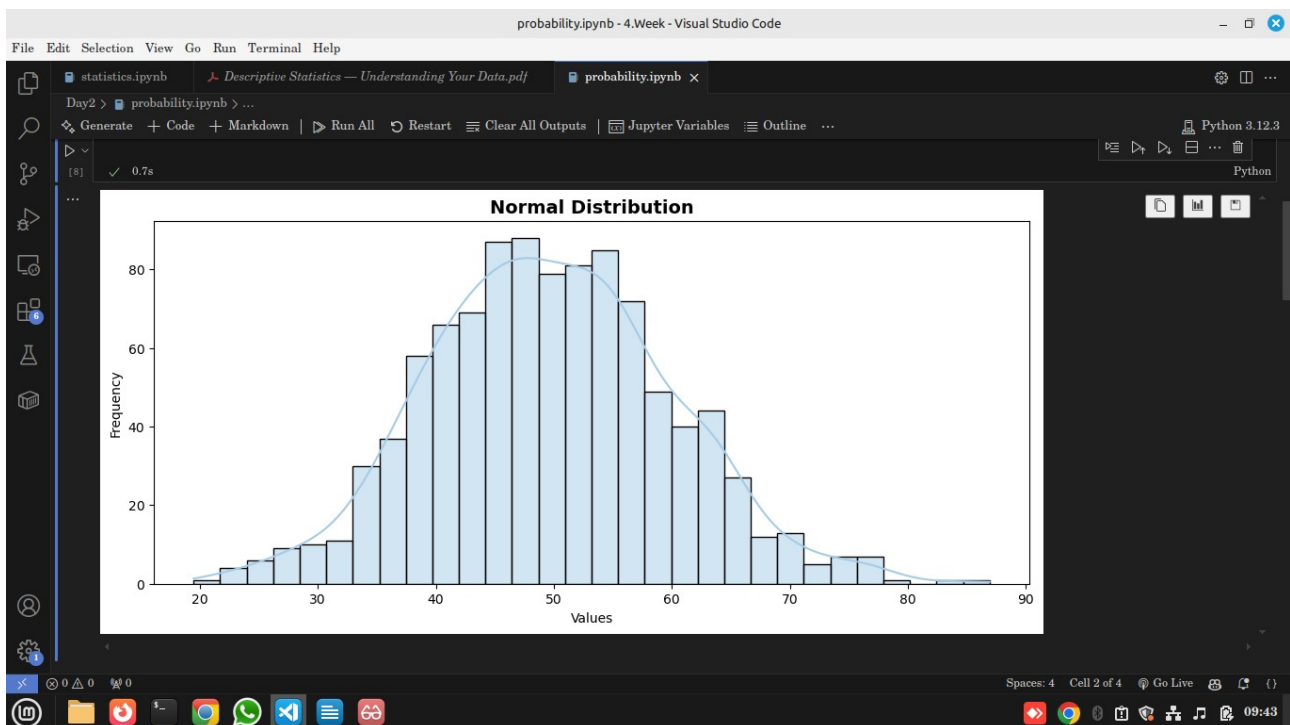 probability.ipynb - 4.Week - Visual Studio Code
File Edit Selection View Go Run Terminal Help
statistics.ipynb Descriptive Statistics — Understanding Your Data.pdf probability.ipynb
Day2 > probability.ipynb > ...
Generate + Code + Markdown | Run All Restart Clear All Outputs | Jupyter Variables Outline ... Python 3.12.3
[8] ✓ 0.7s Python
...
Normal Distribution
Frequency
80
60
40
20
0
20 30 40 50 60 70 80 90
Values
6
1
0 0 0 Spaces: 4 Cell 2 of 4 Go Live {}
09:43